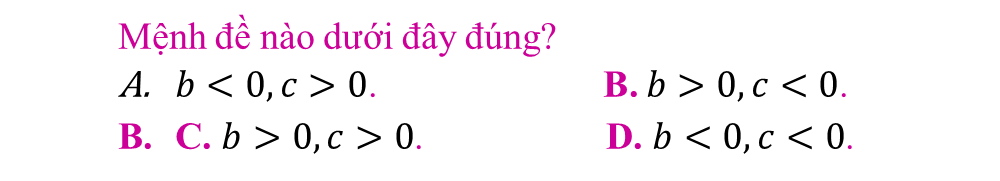 Mệnh đề nào dưới đây đúng?
A. b < 0, c > 0. B. b > 0, c < 0.
B. C. b > 0, c > 0. D. b < 0, c < 0.